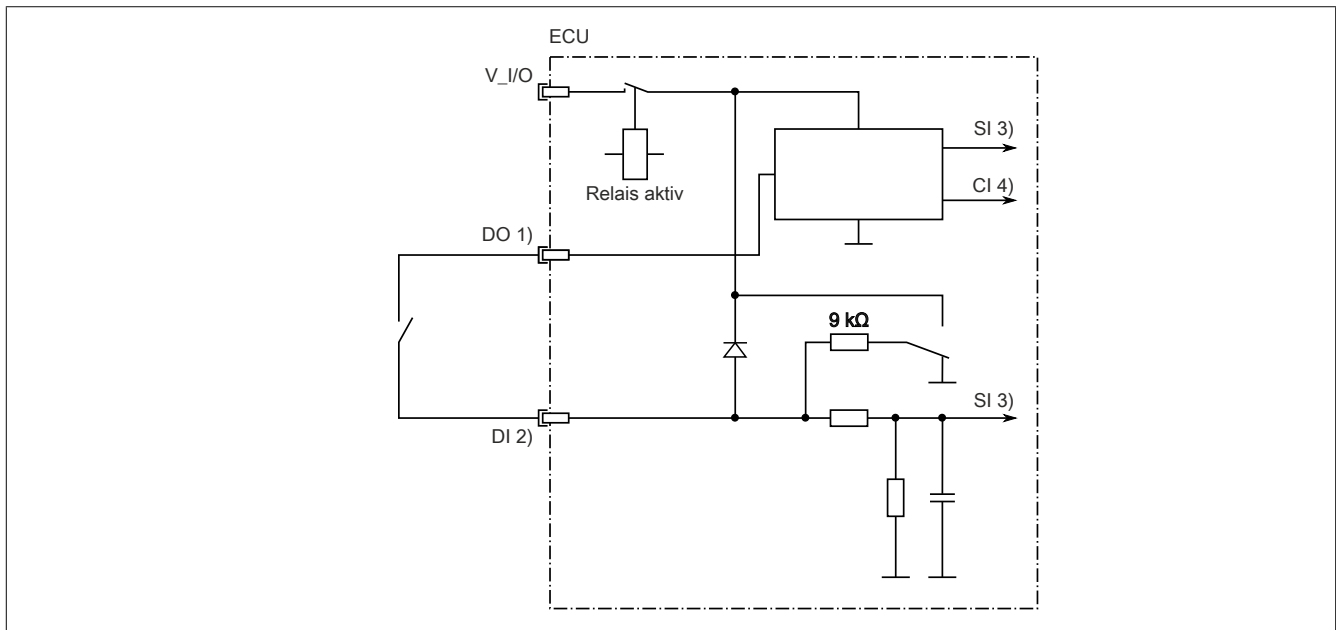 ECU
V_I/O
SI 3)
CI 4)
Relais aktiv
DO 1)
9 kΩ
SI 3)
DI 2)